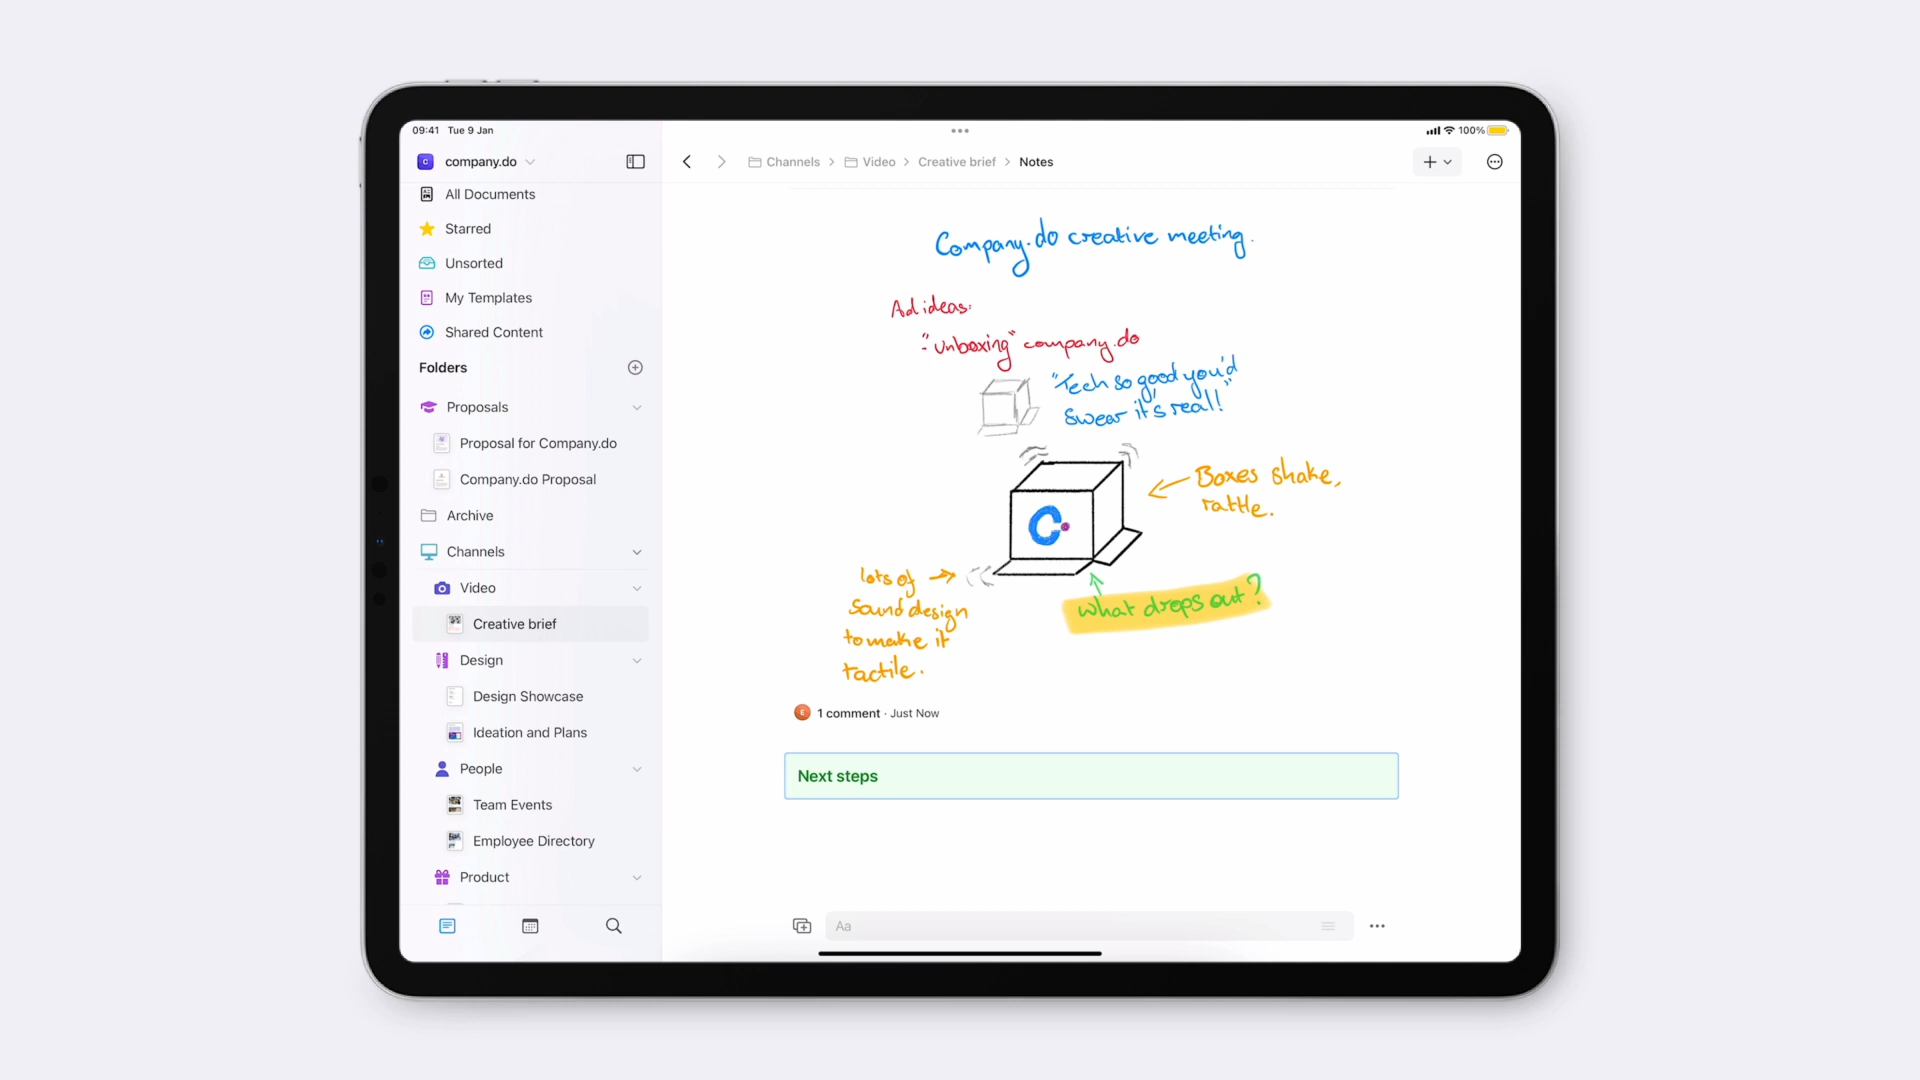 09:41 Tue 9 Jan
100%
company.do
All Documents
Starred
Unsorted
My Templates
Shared Content
Folders
Proposals
Proposal for Company.do
Company.do Proposal
Archive
Channels
Video
Creative brief
Design
Design Showcase
Ideation and Plans
People
Team Events
Employee Directory
Product
Channels > Video > Creative brief > Notes
Company.do creative meeting.
Ad ideas:
- "unboxing" company.do
"Tech so good you'd
swear it's real!"
Boxes shake,
rattle.
lots of
sound design
to make it
tactile.
What drops out?
E 1 comment · Just Now
Next steps
Aa